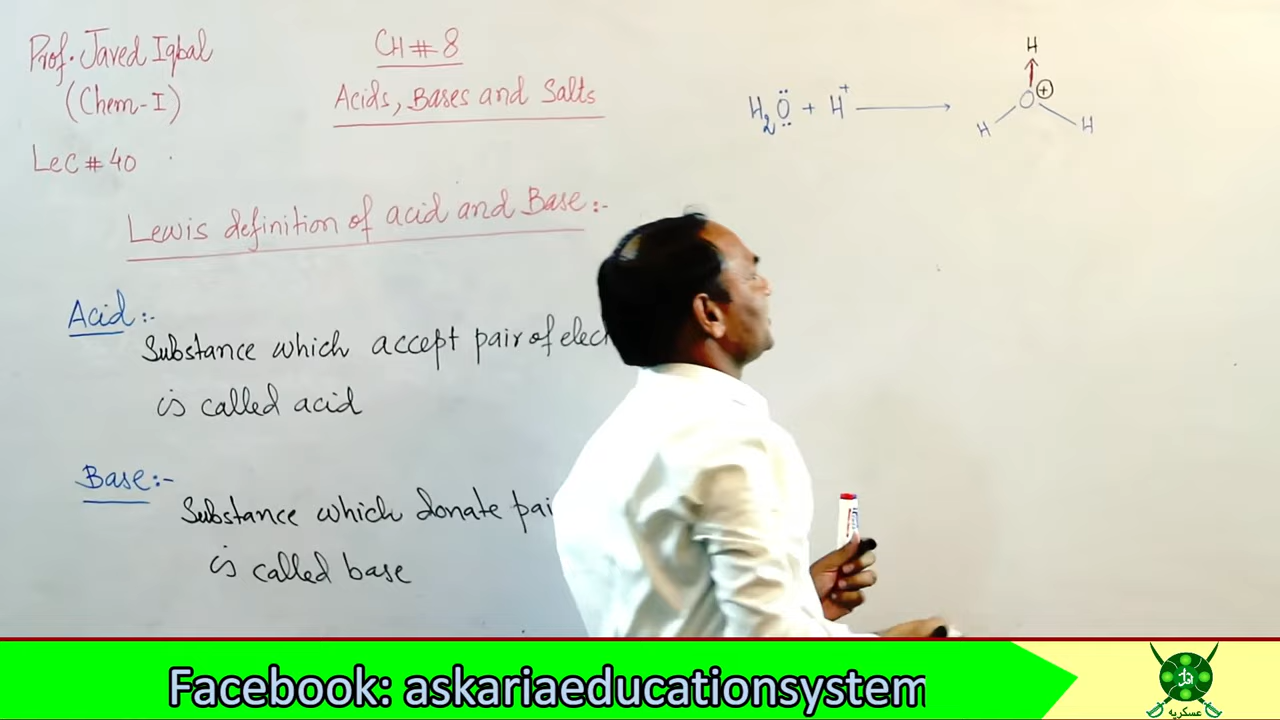 Prof. Javed Iqbal
(Chem-I)
Lec # 40
CH # 8
Acids, Bases and Salts
Lewis definition of acid and Base:-
Acid:-
Substance which accept pair of elec
is called acid
Base:-
Substance which donate pai
is called base
H₂Ö + H⁺ →
H
O ⊕
H H
Facebook: askariaeducationsystem
عسکریہ